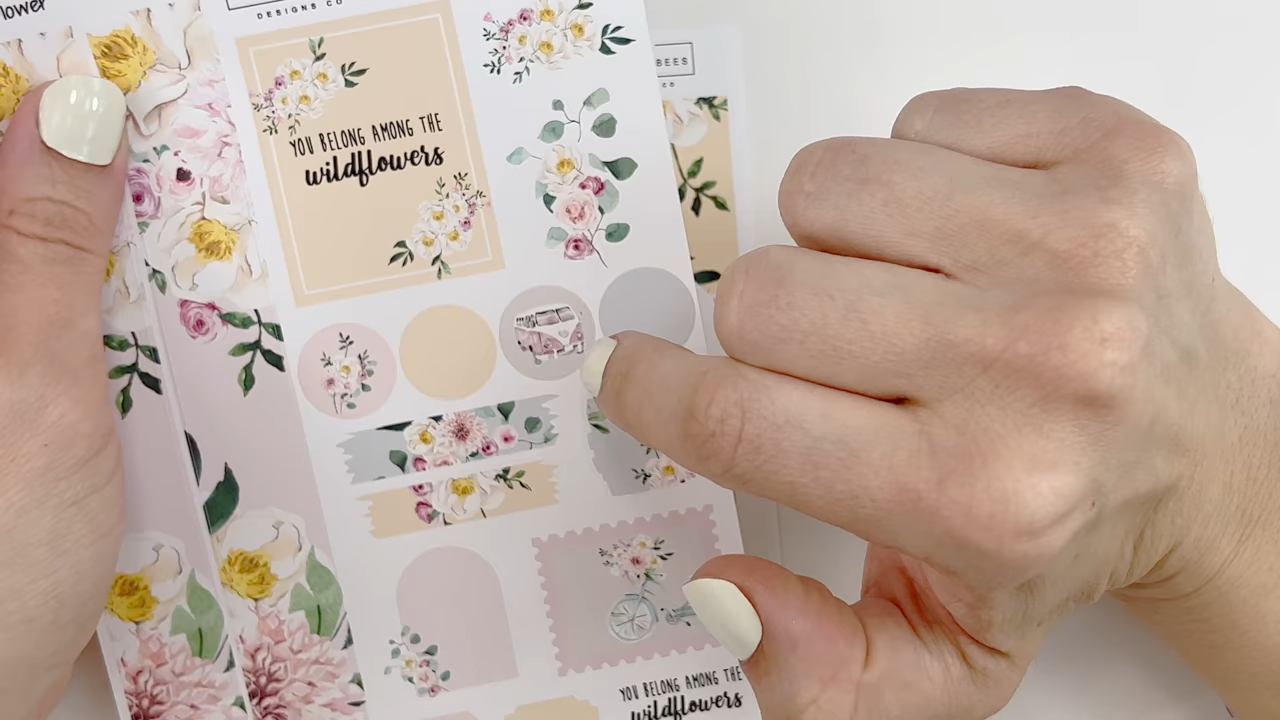 lower
DESIGNS CO
BEES
CO
YOU BELONG AMONG THE
wildflowers
YOU BELONG AMONG THE
wildflowers